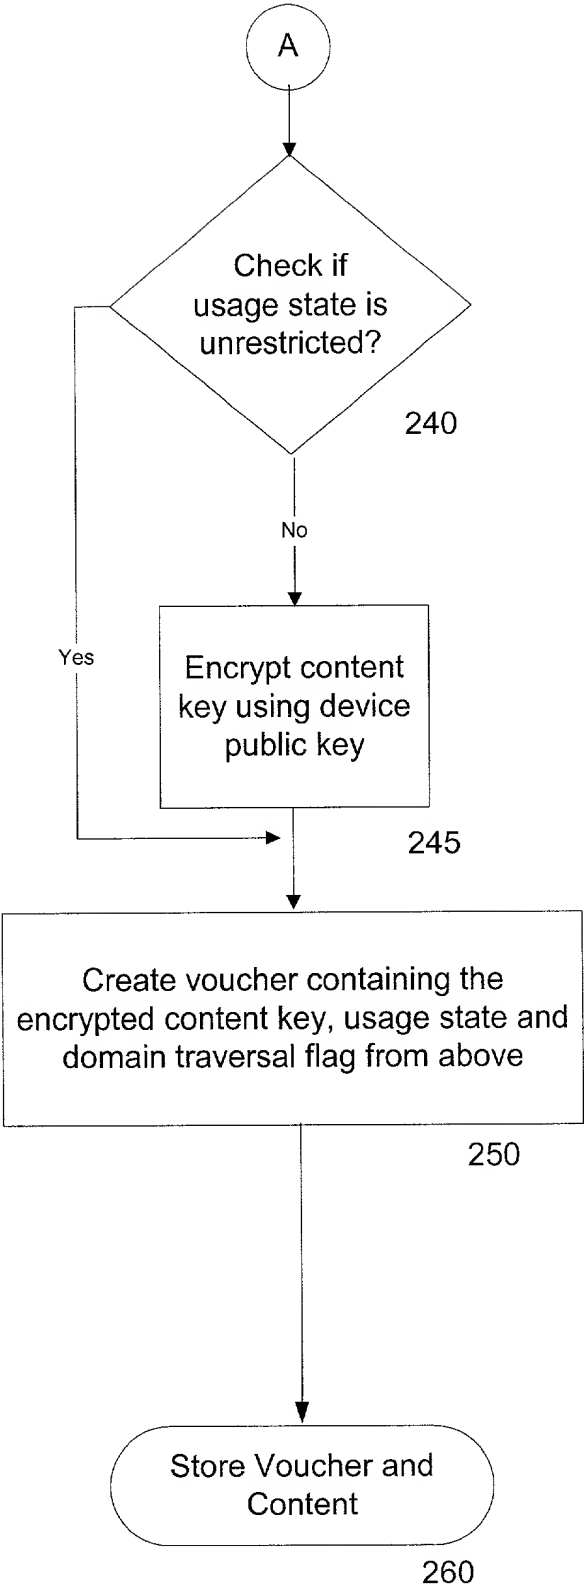 A
Check if
usage state is
unrestricted?
240
No
Yes
Encrypt content
key using device
public key
245
Create voucher containing the
encrypted content key, usage state and
domain traversal flag from above
250
Store Voucher and
Content
260